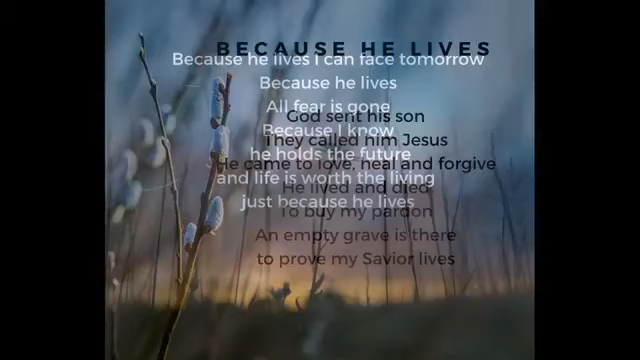 BECAUSE HE LIVES
Because he lives I can face tomorrow
Because he lives
All fear is gone
God sent his son
Because I know
They called him Jesus
he holds the future
He came to love, heal and forgive
and life is worth the living
He lived and died
just because he lives
To buy my pardon
An empty grave is there
to prove my Savior lives